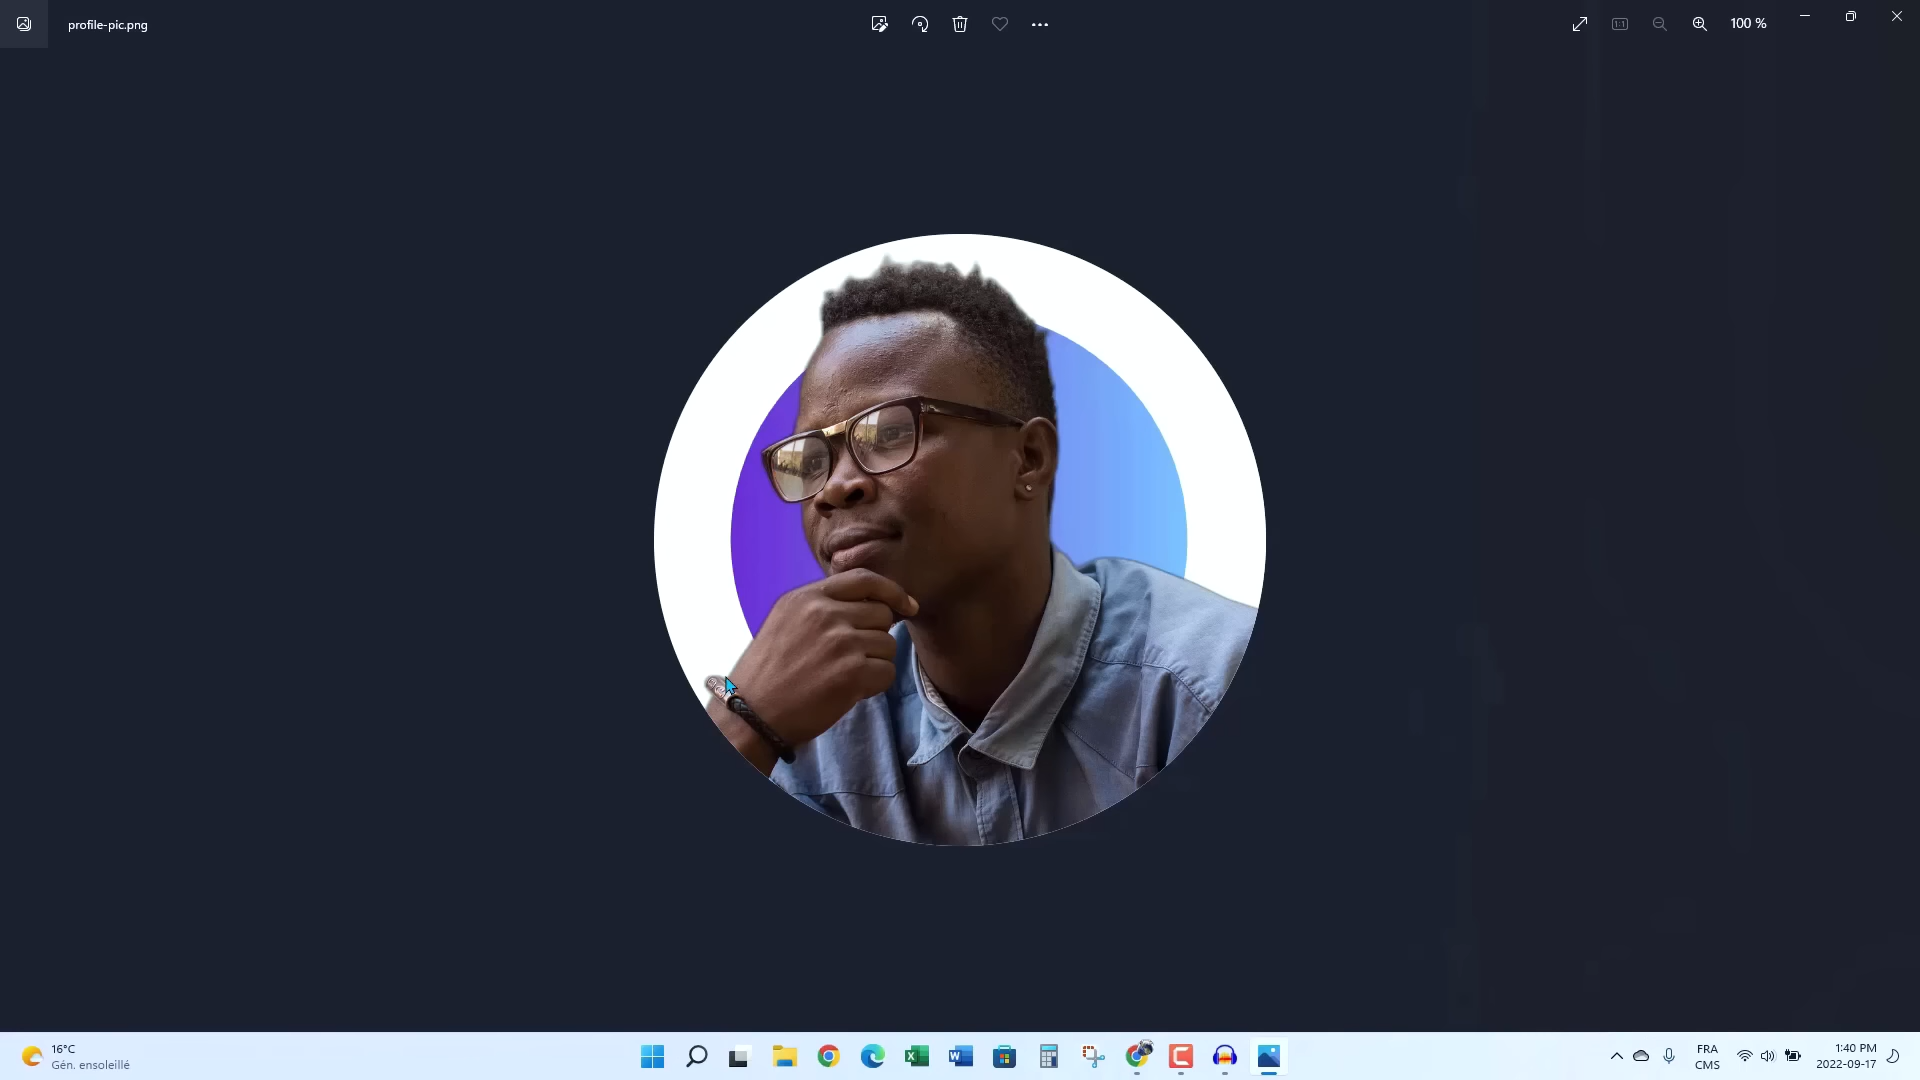 profile-pic.png
100 %
16°C
Gén. ensoleillé
FRA
CMS
1:40 PM
2022-09-17